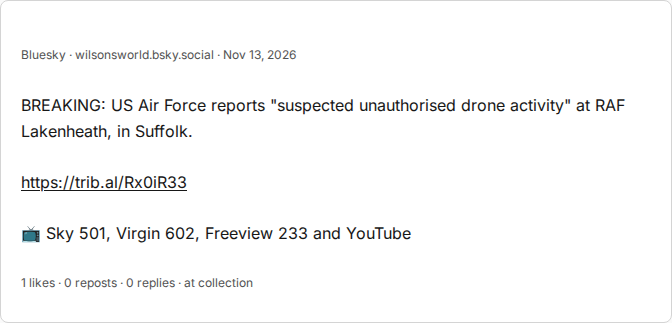 Bluesky · wilsonsworld.bsky.social · Nov 13, 2026
BREAKING: US Air Force reports "suspected unauthorised drone activity" at RAF
Lakenheath, in Suffolk.
https://trib.al/Rx0iR33
📺 Sky 501, Virgin 602, Freeview 233 and YouTube
1 likes · 0 reposts · 0 replies · at collection